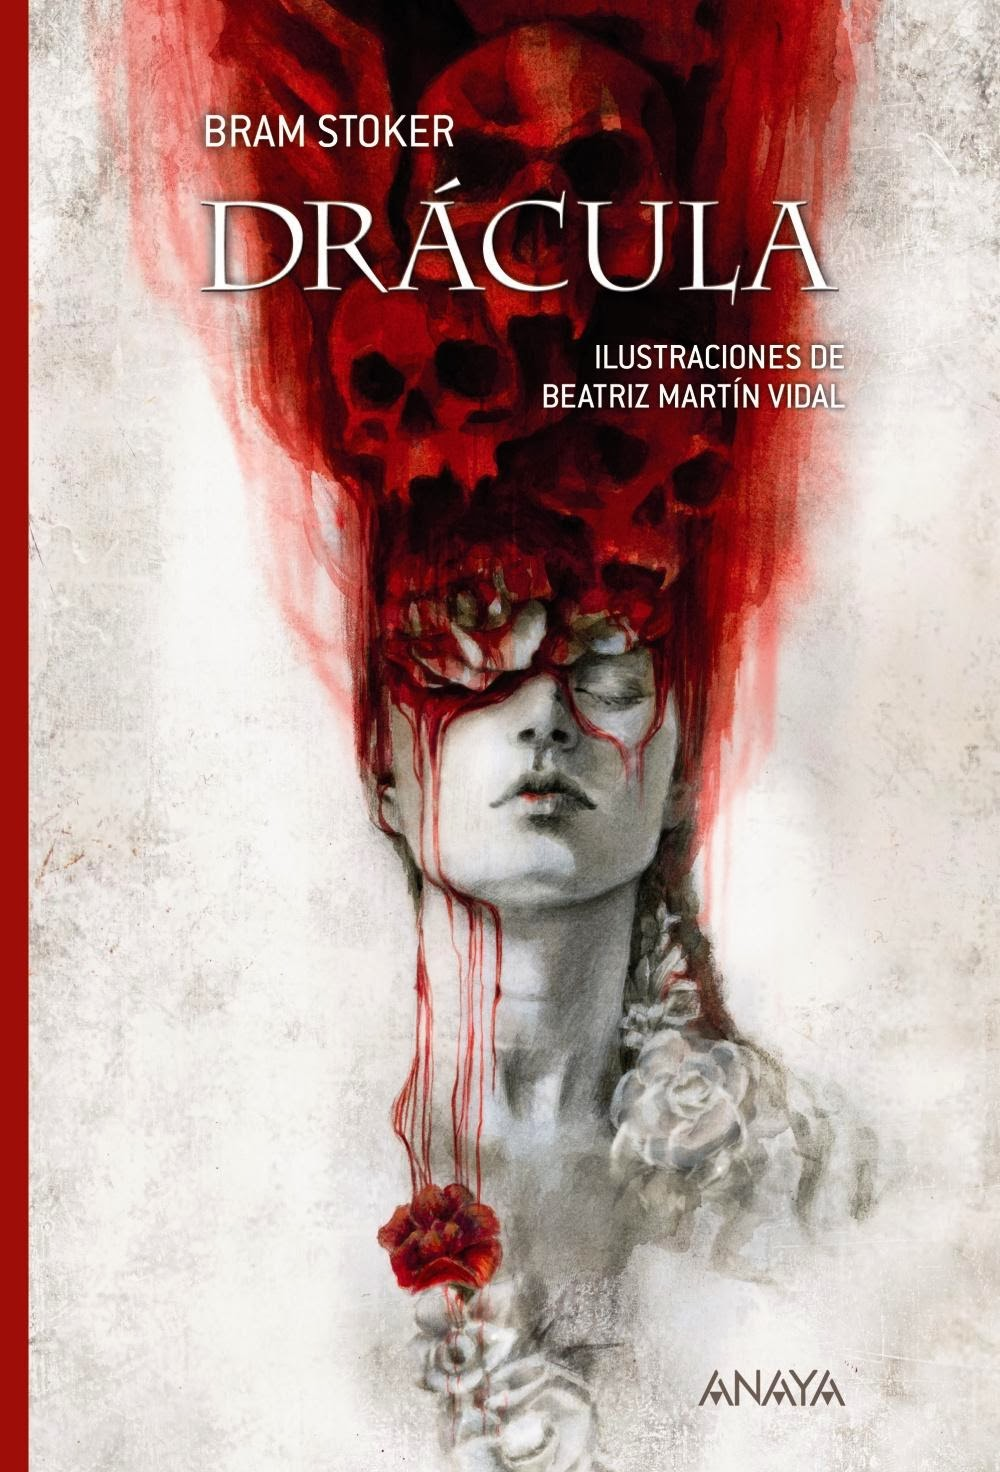 BRAM STOKER
DRÁCULA
ILUSTRACIONES DE
BEATRIZ MARTÍN VIDAL
ANAYA